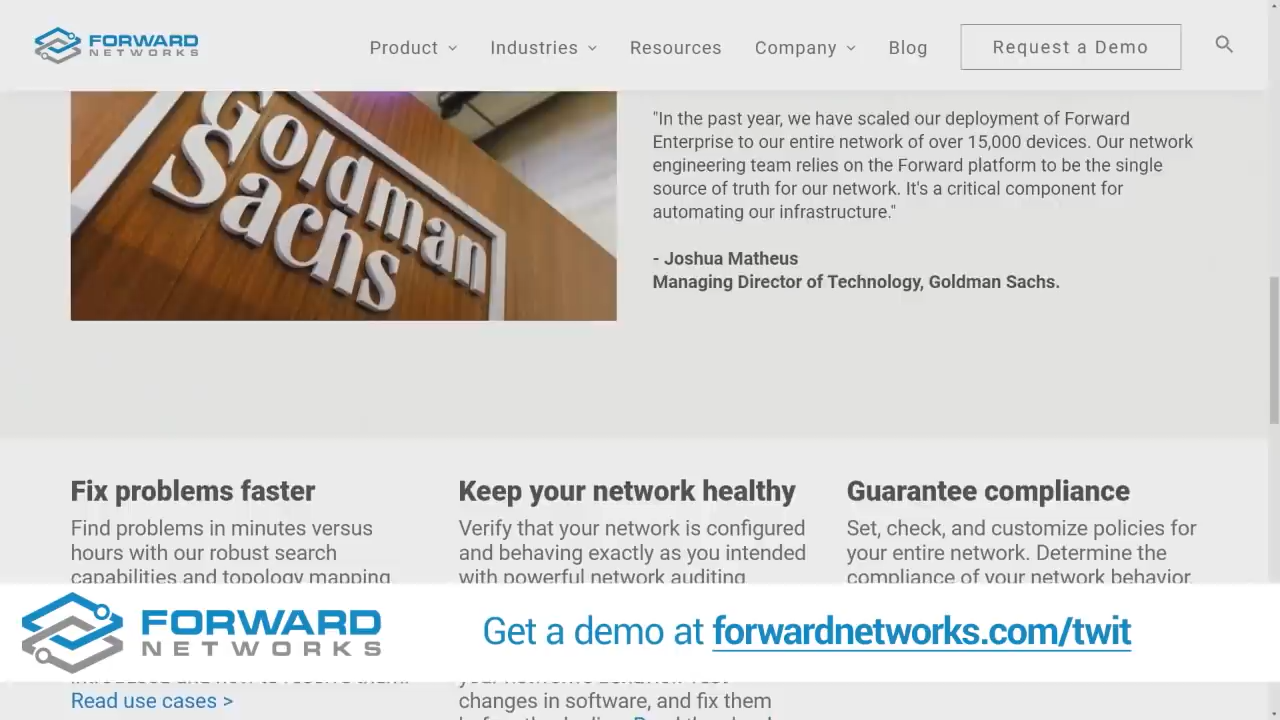 FORWARD
NETWORKS
Product
Industries
Resources
Company
Blog
Request a Demo
Goldman
Sachs
"In the past year, we have scaled our deployment of Forward
Enterprise to our entire network of over 15,000 devices. Our network
engineering team relies on the Forward platform to be the single
source of truth for our network. It's a critical component for
automating our infrastructure."
- Joshua Matheus
Managing Director of Technology, Goldman Sachs.
Fix problems faster
Find problems in minutes versus
hours with our robust search
capabilities and topology mapping.
Read use cases >
Keep your network healthy
Verify that your network is configured
and behaving exactly as you intended
with powerful network auditing
changes in software, and fix them
Guarantee compliance
Set, check, and customize policies for
your entire network. Determine the
compliance of your network behavior.
FORWARD
NETWORKS
Get a demo at forwardnetworks.com/twit